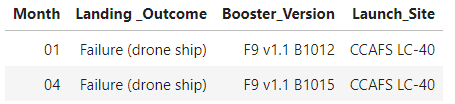 Month Landing _Outcome Booster_Version Launch_Site
01 Failure (drone ship) F9 v1.1 B1012 CCAFS LC-40
04 Failure (drone ship) F9 v1.1 B1015 CCAFS LC-40